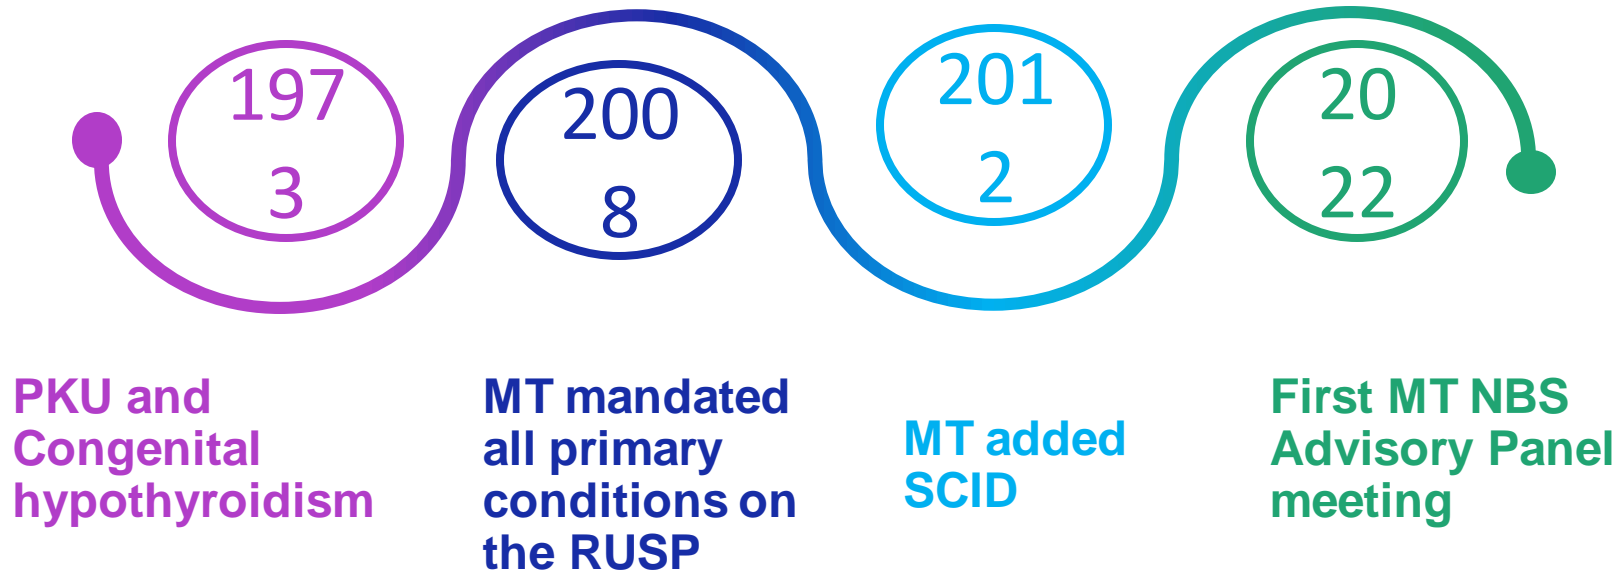 197
3
200
8
201
2
20
22
PKU and
Congenital
hypothyroidism
MT mandated
all primary
conditions on
the RUSP
MT added
SCID
First MT NBS
Advisory Panel
meeting